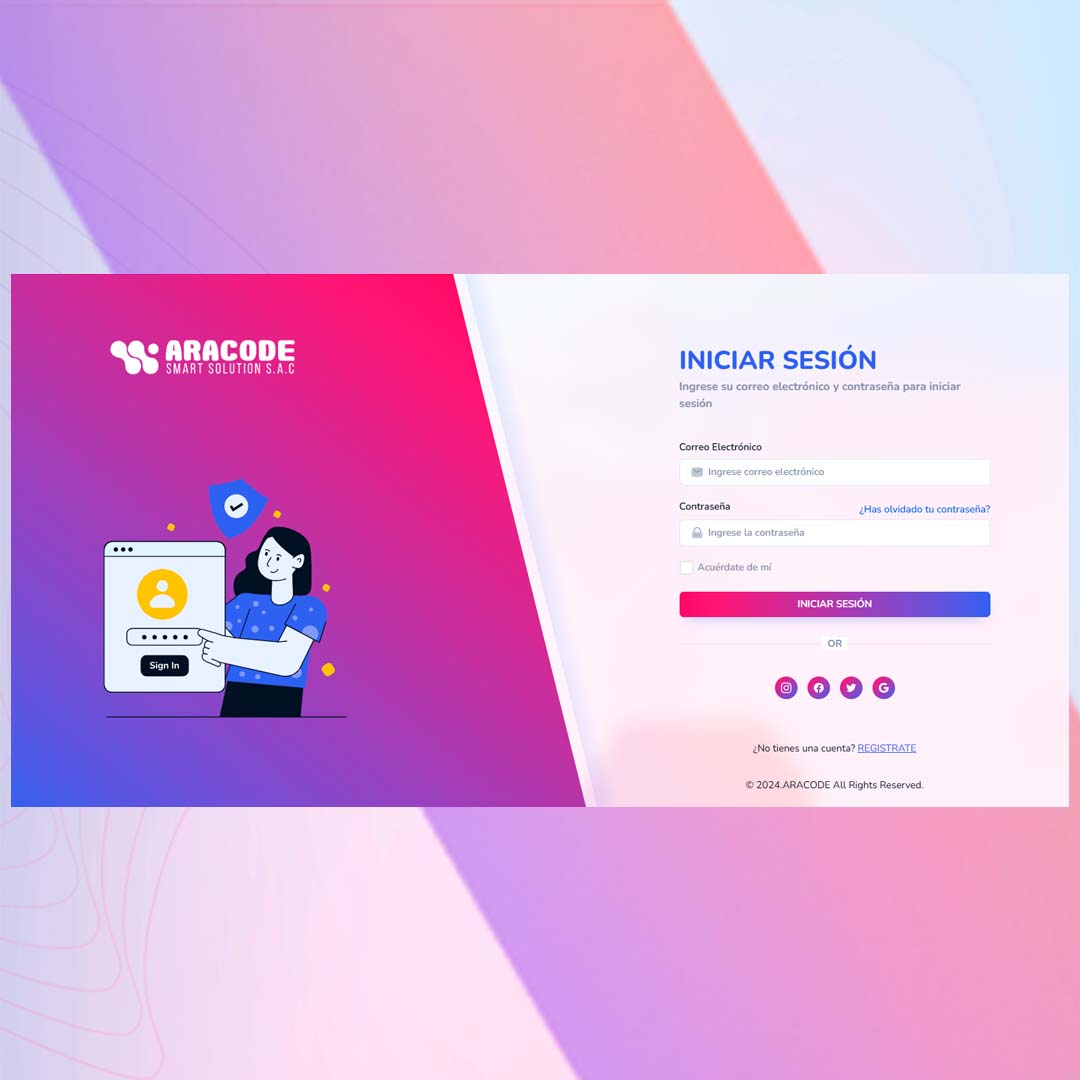 ARACODE
SMART SOLUTION S.A.C
Sign In
INICIAR SESIÓN
Ingrese su correo electrónico y contraseña para iniciar
sesión
Correo Electrónico
Ingrese correo electrónico
Contraseña
¿Has olvidado tu contraseña?
Ingrese la contraseña
Acuérdate de mí
INICIAR SESIÓN
OR
¿No tienes una cuenta? REGISTRATE
© 2024.ARACODE All Rights Reserved.